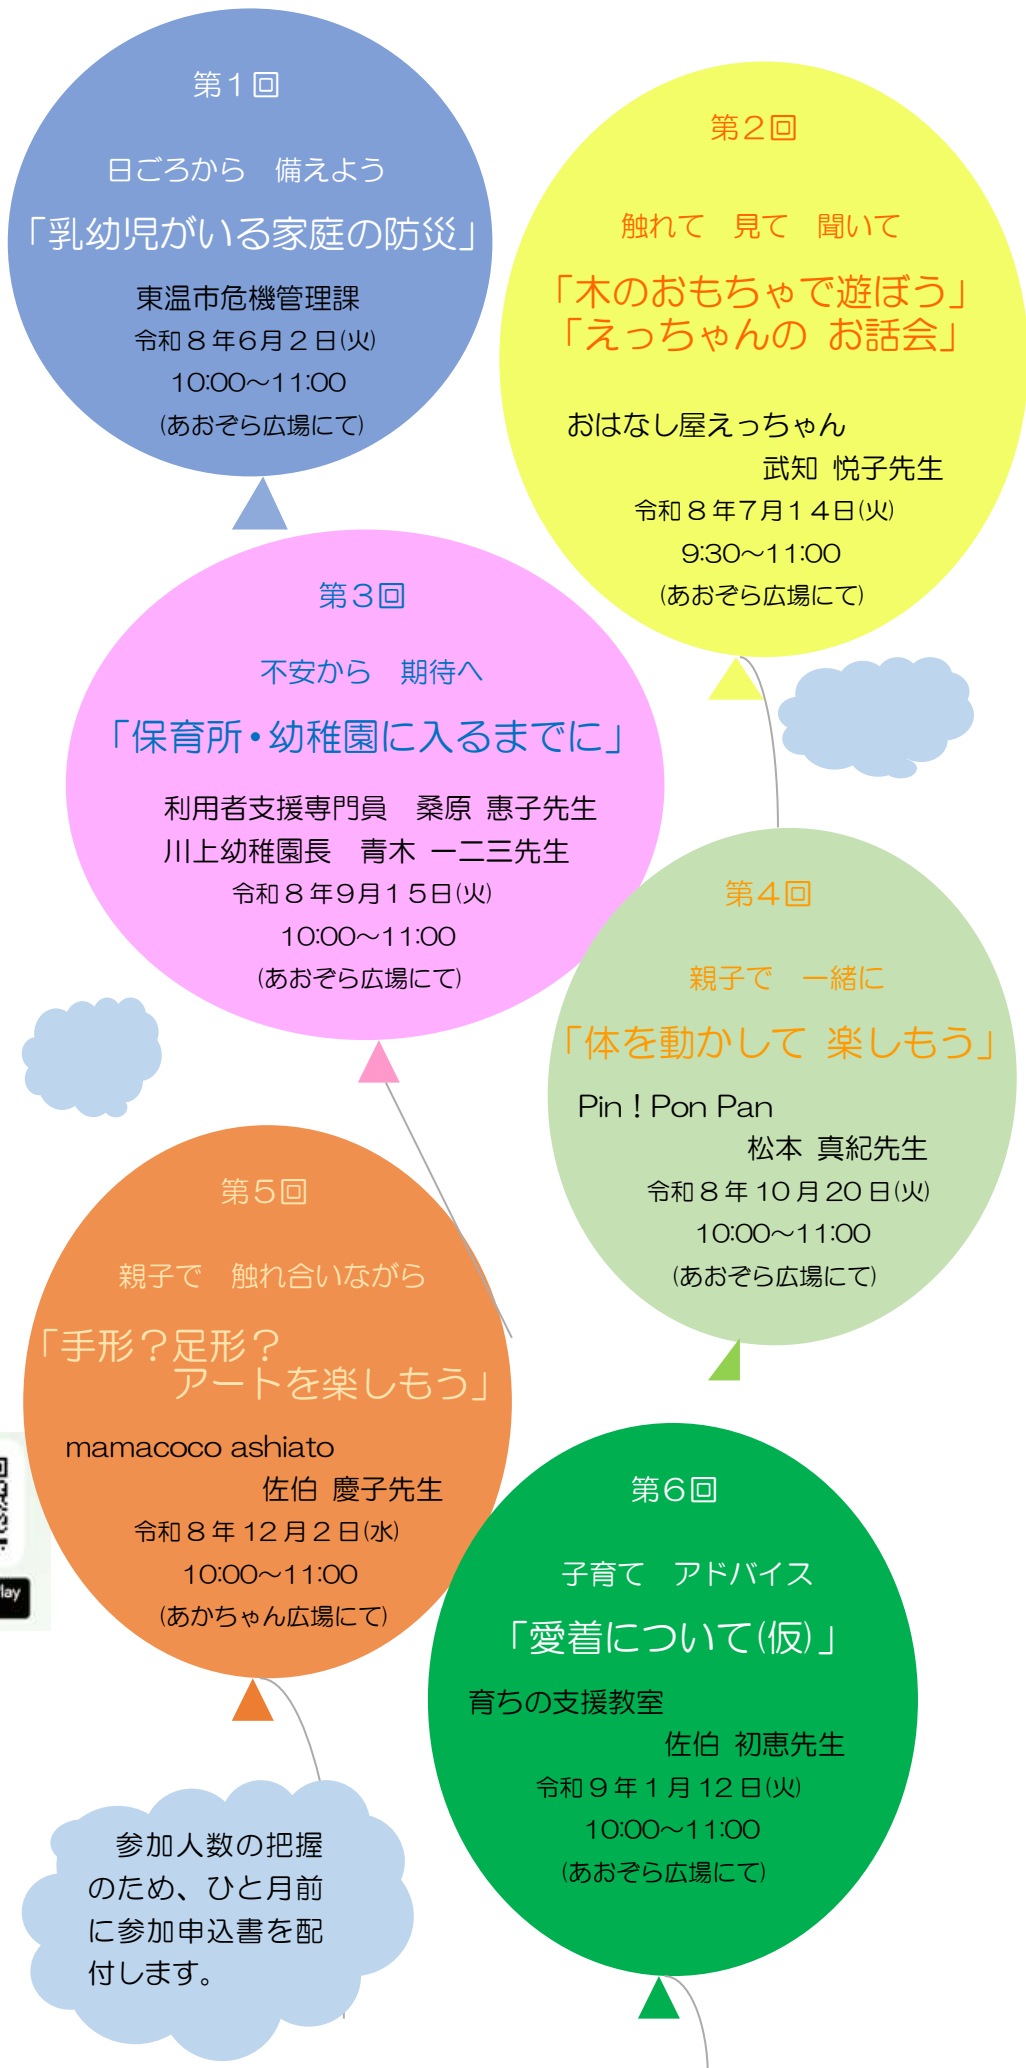 第1回
日ごろから　備えよう
「乳幼児がいる家庭の防災」
東温市危機管理課
令和８年６月２日(火)
10:00～11:00
(あおぞら広場にて)
第２回
触れて　見て　聞いて
「木のおもちゃで遊ぼう」
「えっちゃんの お話会」
おはなし屋えっちゃん
武知 悦子先生
令和８年７月１４日(火)
9:30～11:00
(あおぞら広場にて)
第３回
不安から　期待へ
「保育所・幼稚園に入るまでに」
利用者支援専門員　桑原 惠子先生
川上幼稚園長　青木 一二三先生
令和８年９月１５日(火)
10:00～11:00
(あおぞら広場にて)
第４回
親子で　一緒に
「体を動かして 楽しもう」
Pin！Pon Pan
松本 真紀先生
令和８年 10 月 20 日(火)
10:00～11:00
(あおぞら広場にて)
第５回
親子で　触れ合いながら
「手形？足形？
アートを楽しもう」
mamacoco ashiato
佐伯 慶子先生
令和８年 12 月２日(水)
10:00～11:00
(あかちゃん広場にて)
第６回
子育て　アドバイス
「愛着について(仮)」
育ちの支援教室
佐伯 初恵先生
令和９年１月 12 日(火)
10:00～11:00
(あおぞら広場にて)
参加人数の把握
のため、ひと月前
に参加申込書を配
付します。